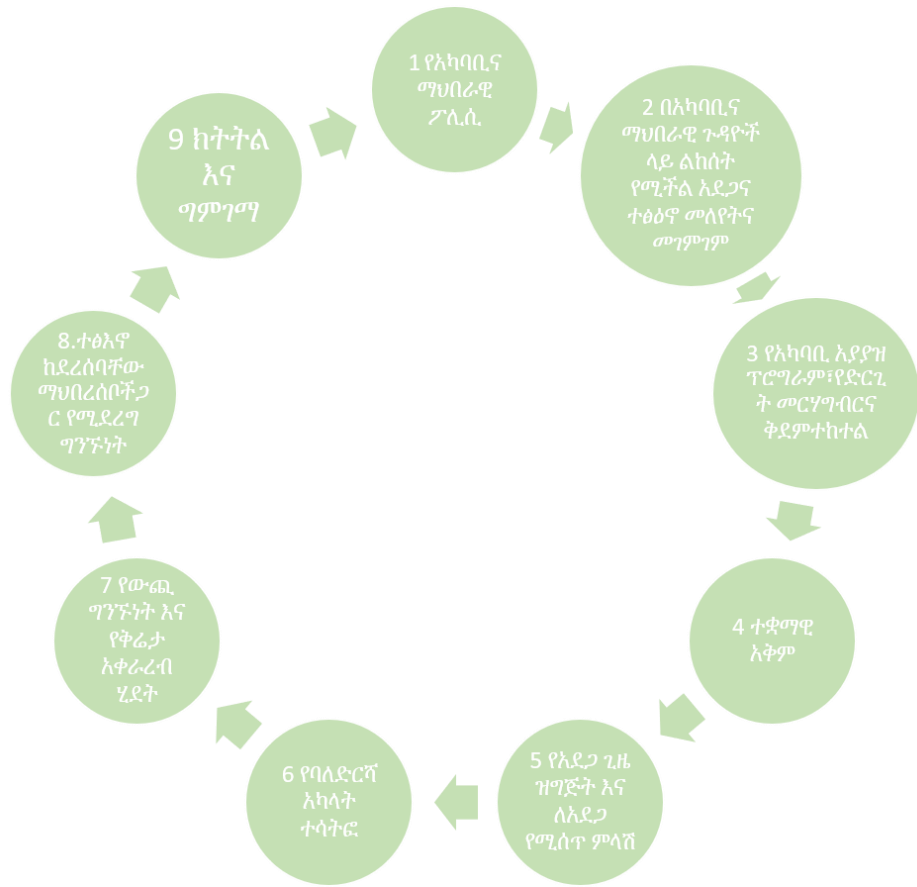 1 የአካባቢና
ማህበራዊ
ፖሊሲ
2 በአካባቢና
ማህበራዊ ጉዳዮች
ላይ ልከሰት
የሚችል አደጋና
ተፅዕኖ መለየትና
መገምገም
3 የአካባቢ አያያዝ
ፕሮግራም፣የድርጊ
ት መርሃግብርና
ቅደምተከተል
4 ተቋማዊ
አቅም
5 የአደጋ ጊዜ
ዝግጅት እና
ለአደጋ
የሚሰጥ ምላሽ
6 የባለድርሻ
አካላት
ተሳትፎ
7 የውጪ
ግንኙነት እና
የቅሬታ
አቀራረብ
ሂደት
8.ተፅእኖ
ከደረሰባቸው
ማህበረሰቦችጋ
ር የሚደረግ
ግንኙነት
9 ክትትል
እና
ግምገማ